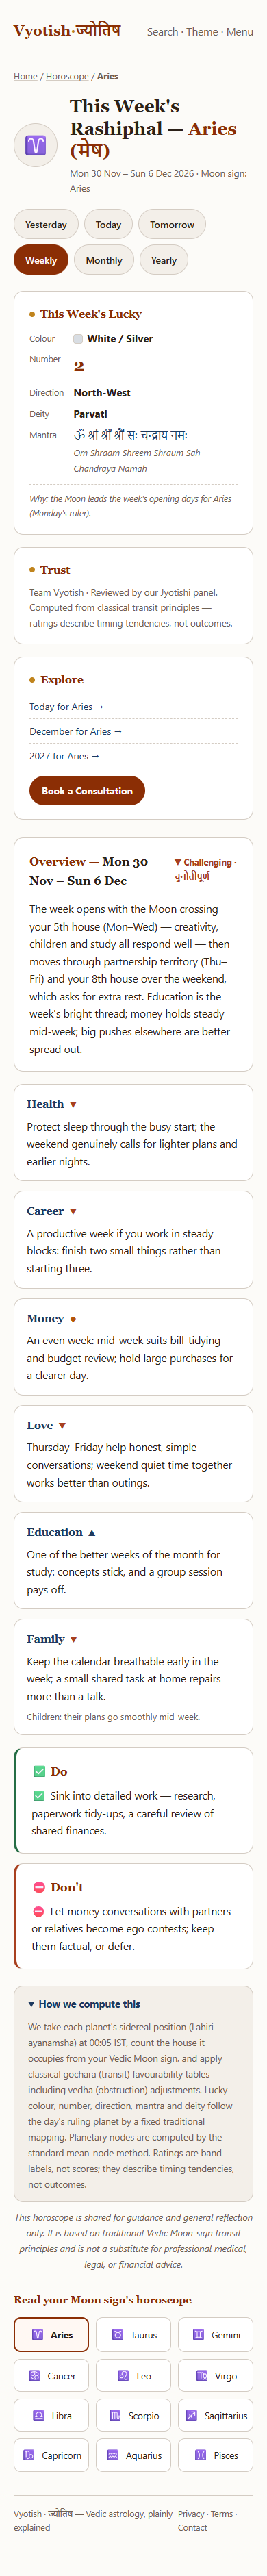 Vyotish·ज्योतिष
Search · Theme · Menu
Home / Horoscope / Aries
This Week's
Rashiphal — Aries
(मेष)
Mon 30 Nov – Sun 6 Dec 2026 · Moon sign:
Aries
Yesterday
Today
Tomorrow
Weekly
Monthly
Yearly
This Week's Lucky
Colour White / Silver
Number 2
Direction North-West
Deity Parvati
Mantra ॐ श्रां श्रीं श्रौं सः चन्द्राय नमः
Om Shraam Shreem Shraum Sah
Chandraya Namah
Why: the Moon leads the week's opening days for Aries
(Monday's ruler).
Trust
Team Vyotish · Reviewed by our Jyotishi panel.
Computed from classical transit principles —
ratings describe timing tendencies, not outcomes.
Explore
Today for Aries →
December for Aries →
2027 for Aries →
Book a Consultation
Overview — Mon 30
Nov – Sun 6 Dec
▼ Challenging ·
चुनौतीपूर्ण
The week opens with the Moon crossing
your 5th house (Mon–Wed) — creativity,
children and study all respond well — then
moves through partnership territory (Thu–
Fri) and your 8th house over the weekend,
which asks for extra rest. Education is the
week's bright thread; money holds steady
mid-week; big pushes elsewhere are better
spread out.
Health ▼
Protect sleep through the busy start; the
weekend genuinely calls for lighter plans and
earlier nights.
Career ▼
A productive week if you work in steady
blocks: finish two small things rather than
starting three.
Money ◆
An even week: mid-week suits bill-tidying
and budget review; hold large purchases for
a clearer day.
Love ▼
Thursday–Friday help honest, simple
conversations; weekend quiet time together
works better than outings.
Education ▲
One of the better weeks of the month for
study: concepts stick, and a group session
pays off.
Family ▼
Keep the calendar breathable early in the
week; a small shared task at home repairs
more than a talk.
Children: their plans go smoothly mid-week.
✅ Do
✅ Sink into detailed work — research,
paperwork tidy-ups, a careful review of
shared finances.
⛔ Don't
⛔ Let money conversations with partners
or relatives become ego contests; keep
them factual, or defer.
▼ How we compute this
We take each planet's sidereal position (Lahiri
ayanamsha) at 00:05 IST, count the house it
occupies from your Vedic Moon sign, and apply
classical gochara (transit) favourability tables —
including vedha (obstruction) adjustments. Lucky
colour, number, direction, mantra and deity follow
the day's ruling planet by a fixed traditional
mapping. Planetary nodes are computed by the
standard mean-node method. Ratings are band
labels, not scores; they describe timing tendencies,
not outcomes.
This horoscope is shared for guidance and general reflection
only. It is based on traditional Vedic Moon-sign transit
principles and is not a substitute for professional medical,
legal, or financial advice.
Read your Moon sign's horoscope
♈ Aries
♉ Taurus
♊ Gemini
♋ Cancer
♌ Leo
♍ Virgo
♎ Libra
♏ Scorpio
♐ Sagittarius
♑ Capricorn
♒ Aquarius
♓ Pisces
Vyotish · ज्योतिष — Vedic astrology, plainly
explained
Privacy · Terms ·
Contact